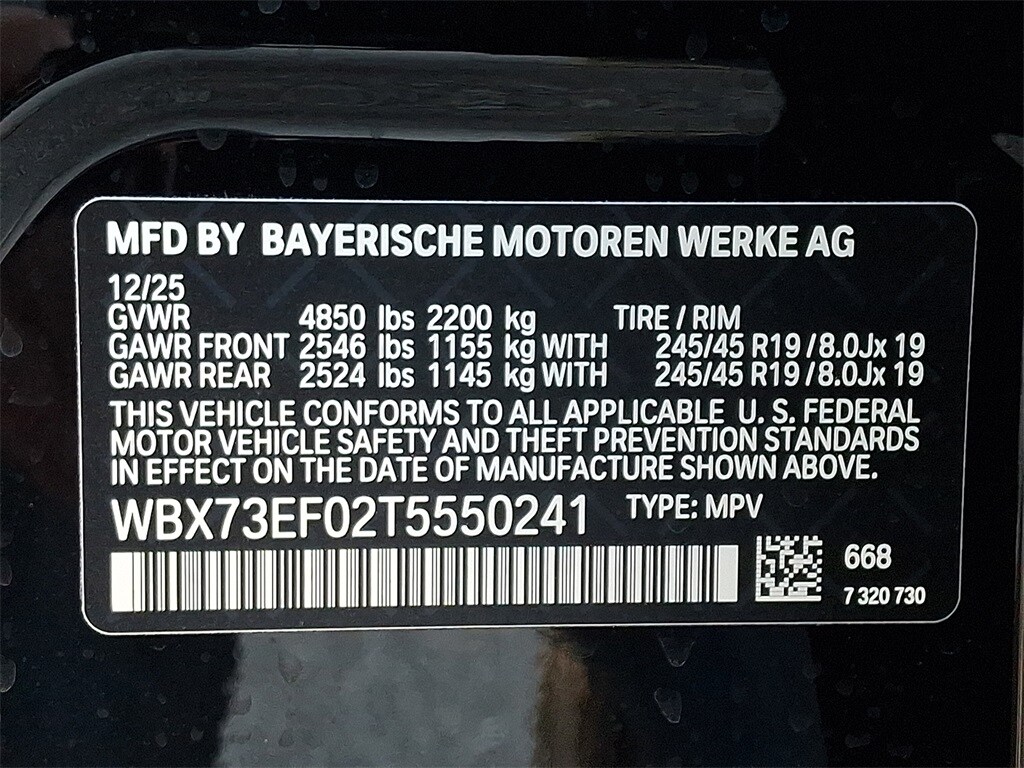 MFD BY BAYERISCHE MOTOREN WERKE AG
12/25
GVWR 4850 lbs 2200 kg TIRE / RIM
GAWR FRONT 2546 lbs 1155 kg WITH 245/45 R19 / 8.0Jx 19
GAWR REAR 2524 lbs 1145 kg WITH 245/45 R19 / 8.0Jx 19
THIS VEHICLE CONFORMS TO ALL APPLICABLE U. S. FEDERAL
MOTOR VEHICLE SAFETY AND THEFT PREVENTION STANDARDS
IN EFFECT ON THE DATE OF MANUFACTURE SHOWN ABOVE.
WBX73EF02T5550241 TYPE: MPV
668
7 320 730